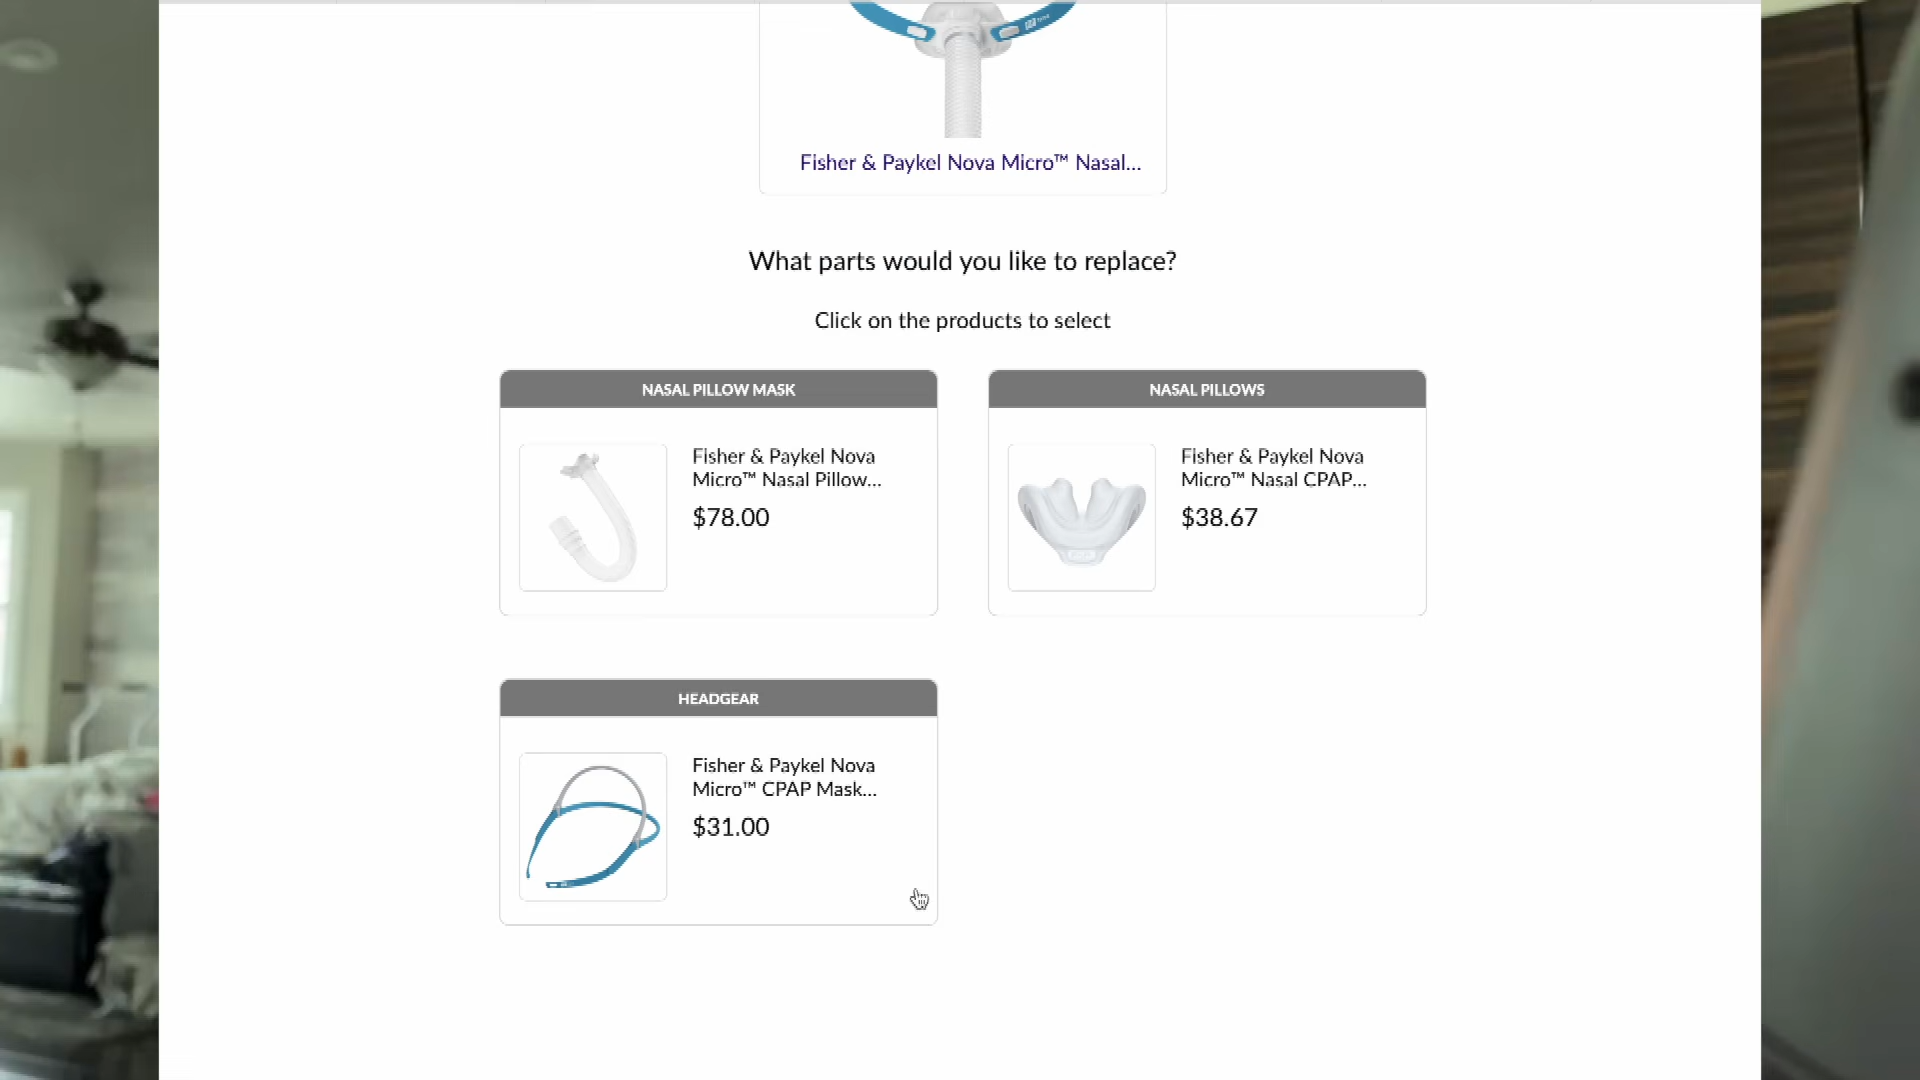 Fisher & Paykel Nova Micro™ Nasal...
What parts would you like to replace?
Click on the products to select
NASAL PILLOW MASK
Fisher & Paykel Nova
Micro™ Nasal Pillow...
$78.00
NASAL PILLOWS
Fisher & Paykel Nova
Micro™ Nasal CPAP...
$38.67
HEADGEAR
Fisher & Paykel Nova
Micro™ CPAP Mask...
$31.00